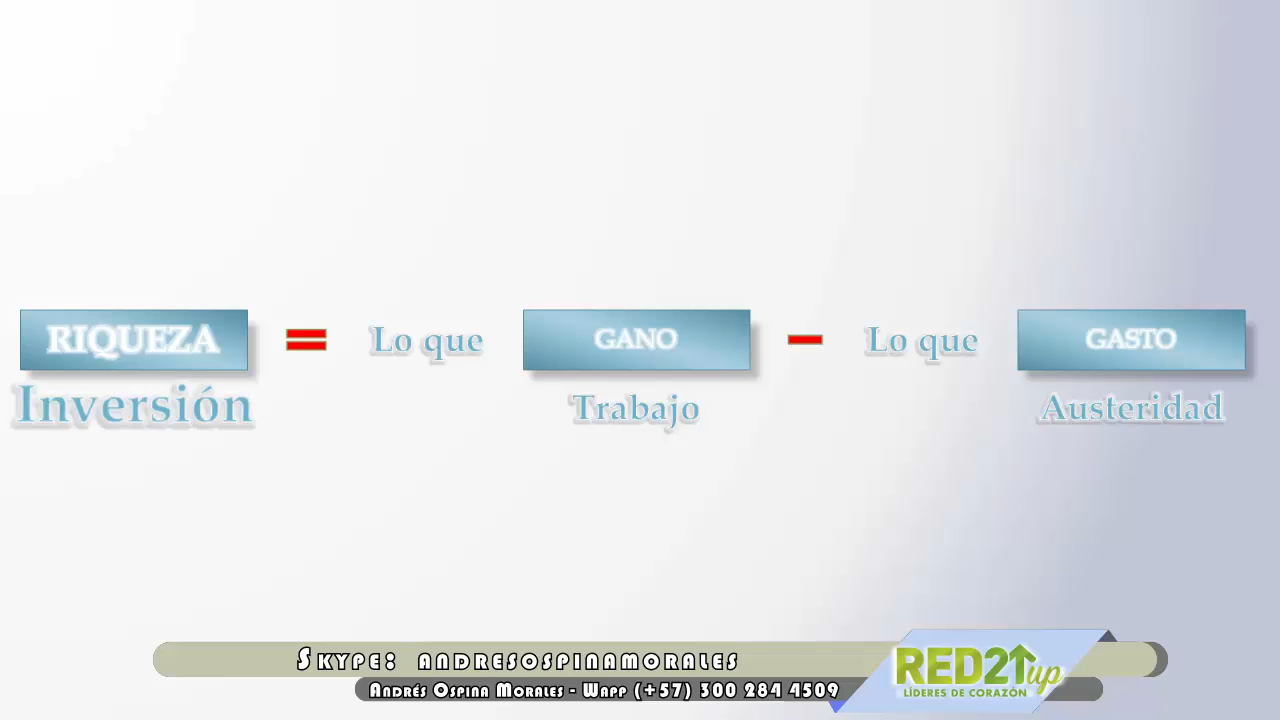 RIQUEZA = Lo que GANO - Lo que GASTO
Inversión Trabajo Austeridad
SKYPE: ANDRESOSPINAMORALES
ANDRÉS OSPINA MORALES - WAPP (+57) 300 284 4509
RED21up
LÍDERES DE CORAZÓN